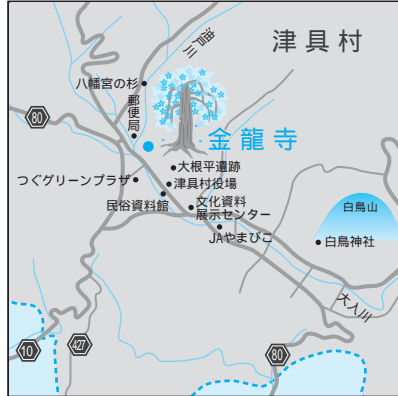 津具村
油戸川
八幡宮の杉
郵便局
80
金龍寺
大根平遺跡
つぐグリーンプラザ
津具村役場
民俗資料館
文化資料
展示センター
JAやまびこ
白鳥山
白鳥神社
大入川
10
427
80